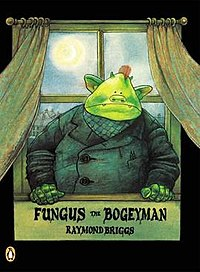 FUNGUS THE BOGEYMAN
RAYMOND BRIGGS